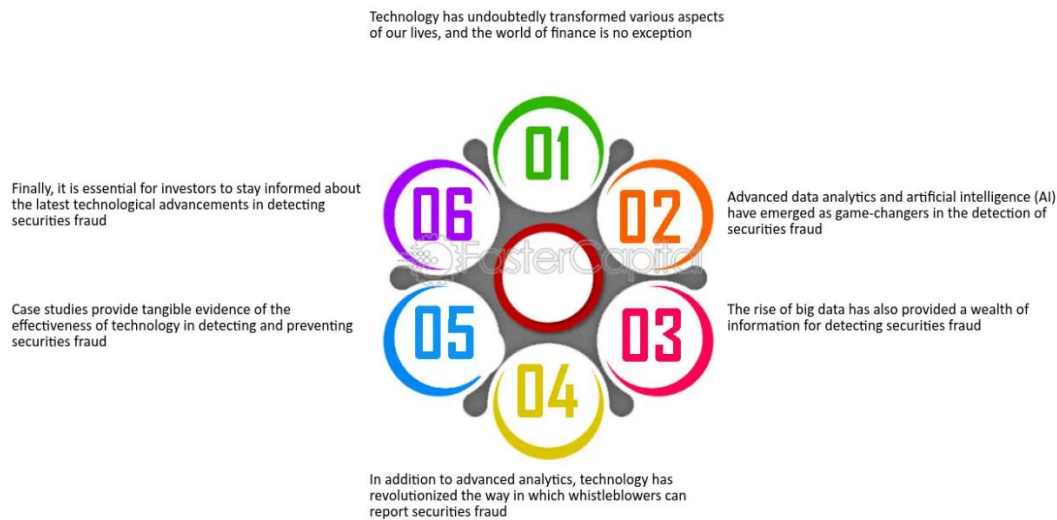 Technology has undoubtedly transformed various aspects
of our lives, and the world of finance is no exception
01
02
Advanced data analytics and artificial intelligence (AI)
have emerged as game-changers in the detection of
securities fraud
03
The rise of big data has also provided a wealth of
information for detecting securities fraud
04
In addition to advanced analytics, technology has
revolutionized the way in which whistleblowers can
report securities fraud
05
Case studies provide tangible evidence of the
effectiveness of technology in detecting and preventing
securities fraud
06
Finally, it is essential for investors to stay informed about
the latest technological advancements in detecting
securities fraud
FasterCapital